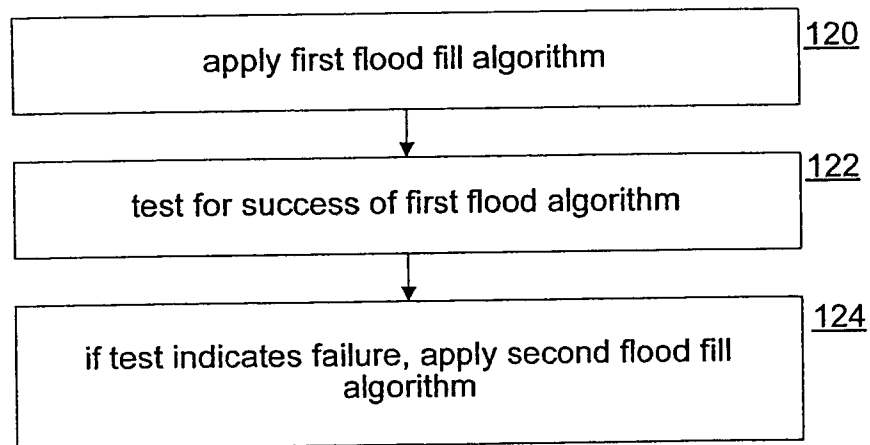 120
apply first flood fill algorithm
122
test for success of first flood algorithm
124
if test indicates failure, apply second flood fill
algorithm